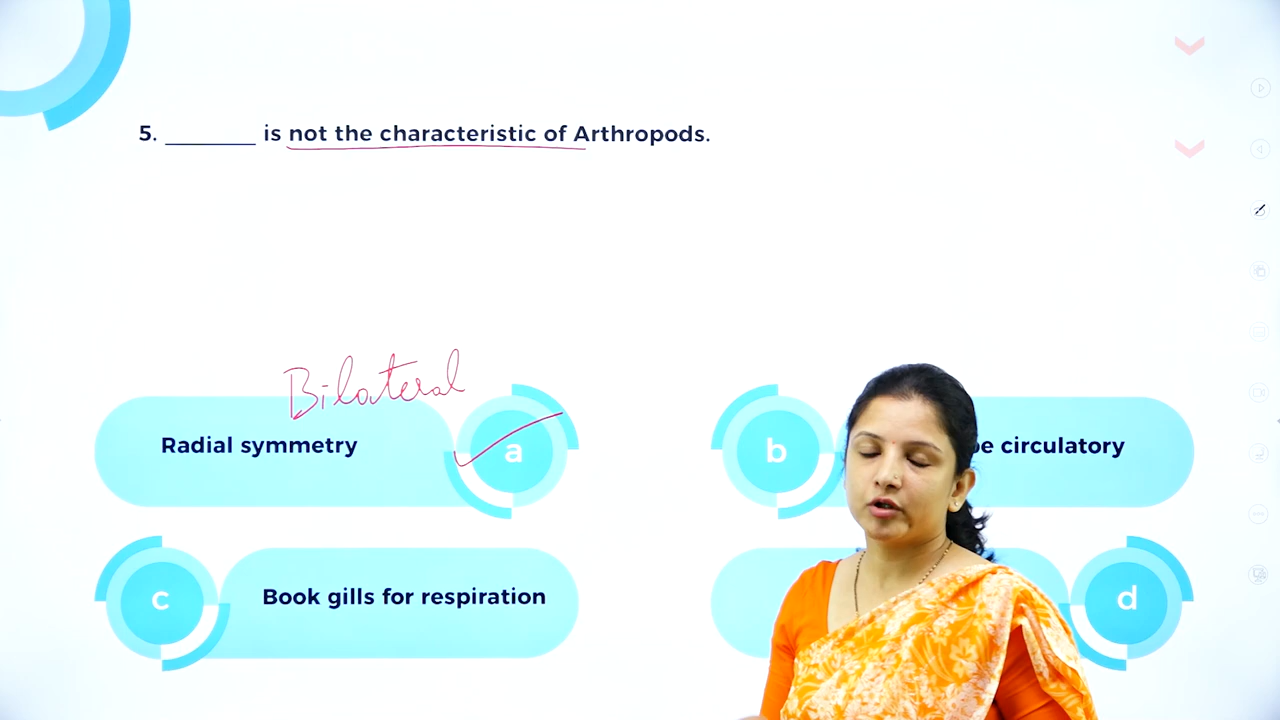 5. ________ is not the characteristic of Arthropods.
Bilateral
Radial symmetry
a
b
circulatory
c
Book gills for respiration
d